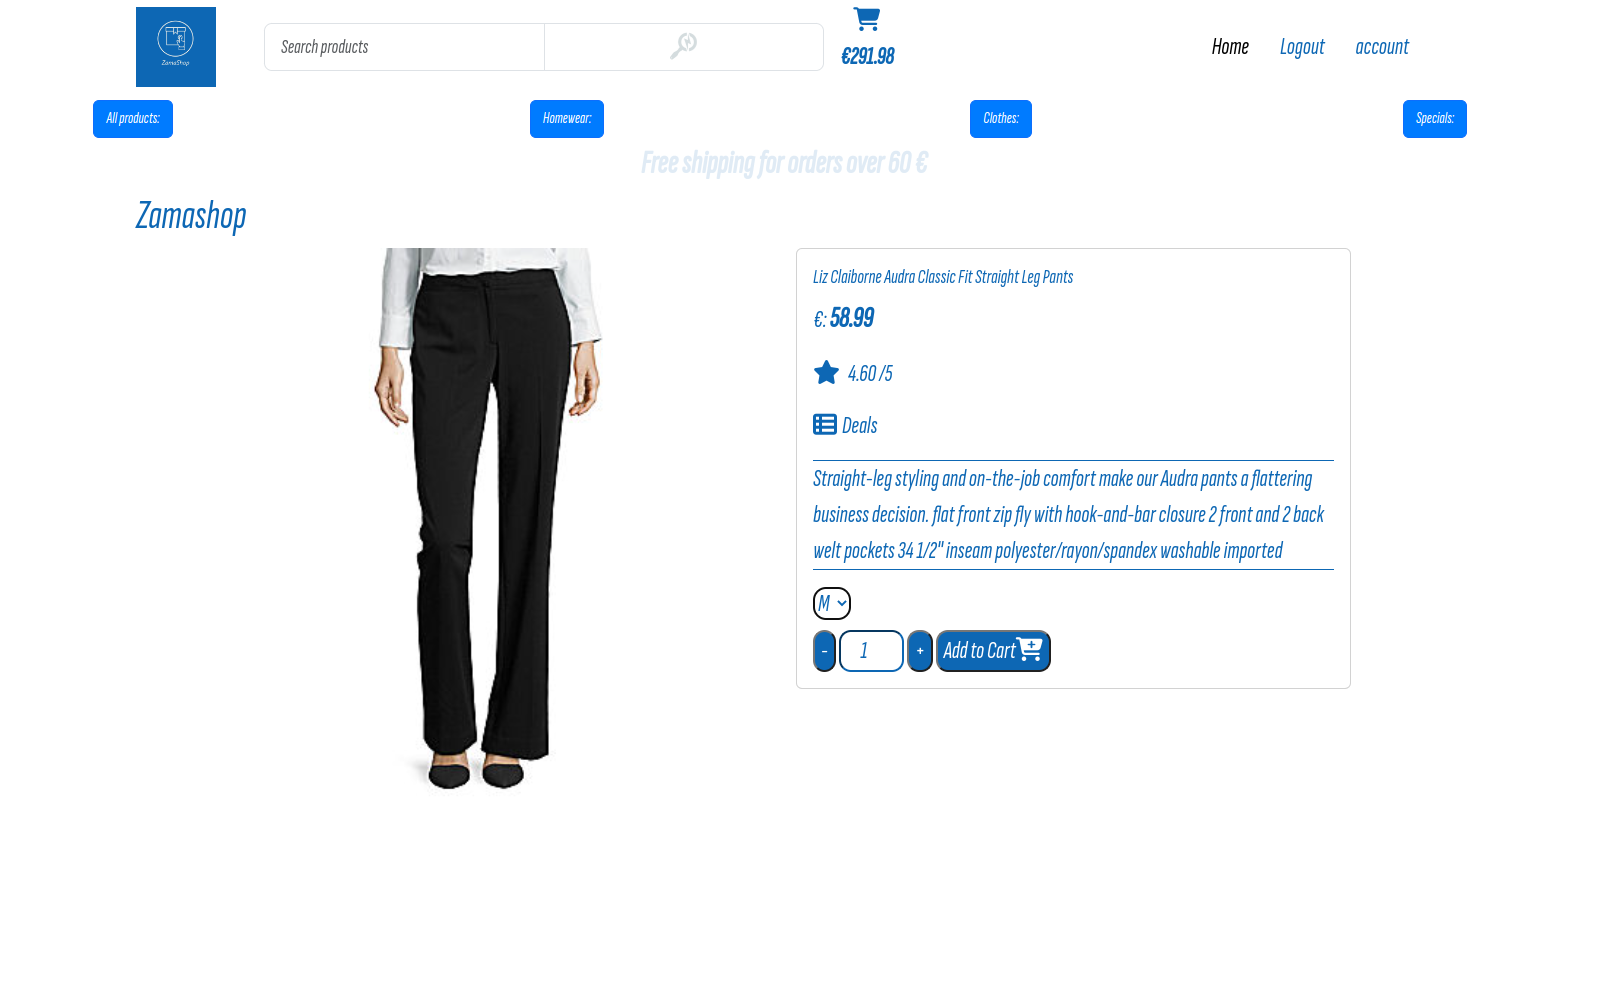 ZamaShop
Search products
€291.98
Home
Logout
account
All products:
Homewear:
Clothes:
Specials:
Free shipping for orders over 60 €
Zamashop
Liz Claiborne Audra Classic Fit Straight Leg Pants
€: 58.99
4.60 /5
Deals
Straight-leg styling and on-the-job comfort make our Audra pants a flattering
business decision. flat front zip fly with hook-and-bar closure 2 front and 2 back
welt pockets 34 1/2" inseam polyester/rayon/spandex washable imported
M
- 1 + Add to Cart